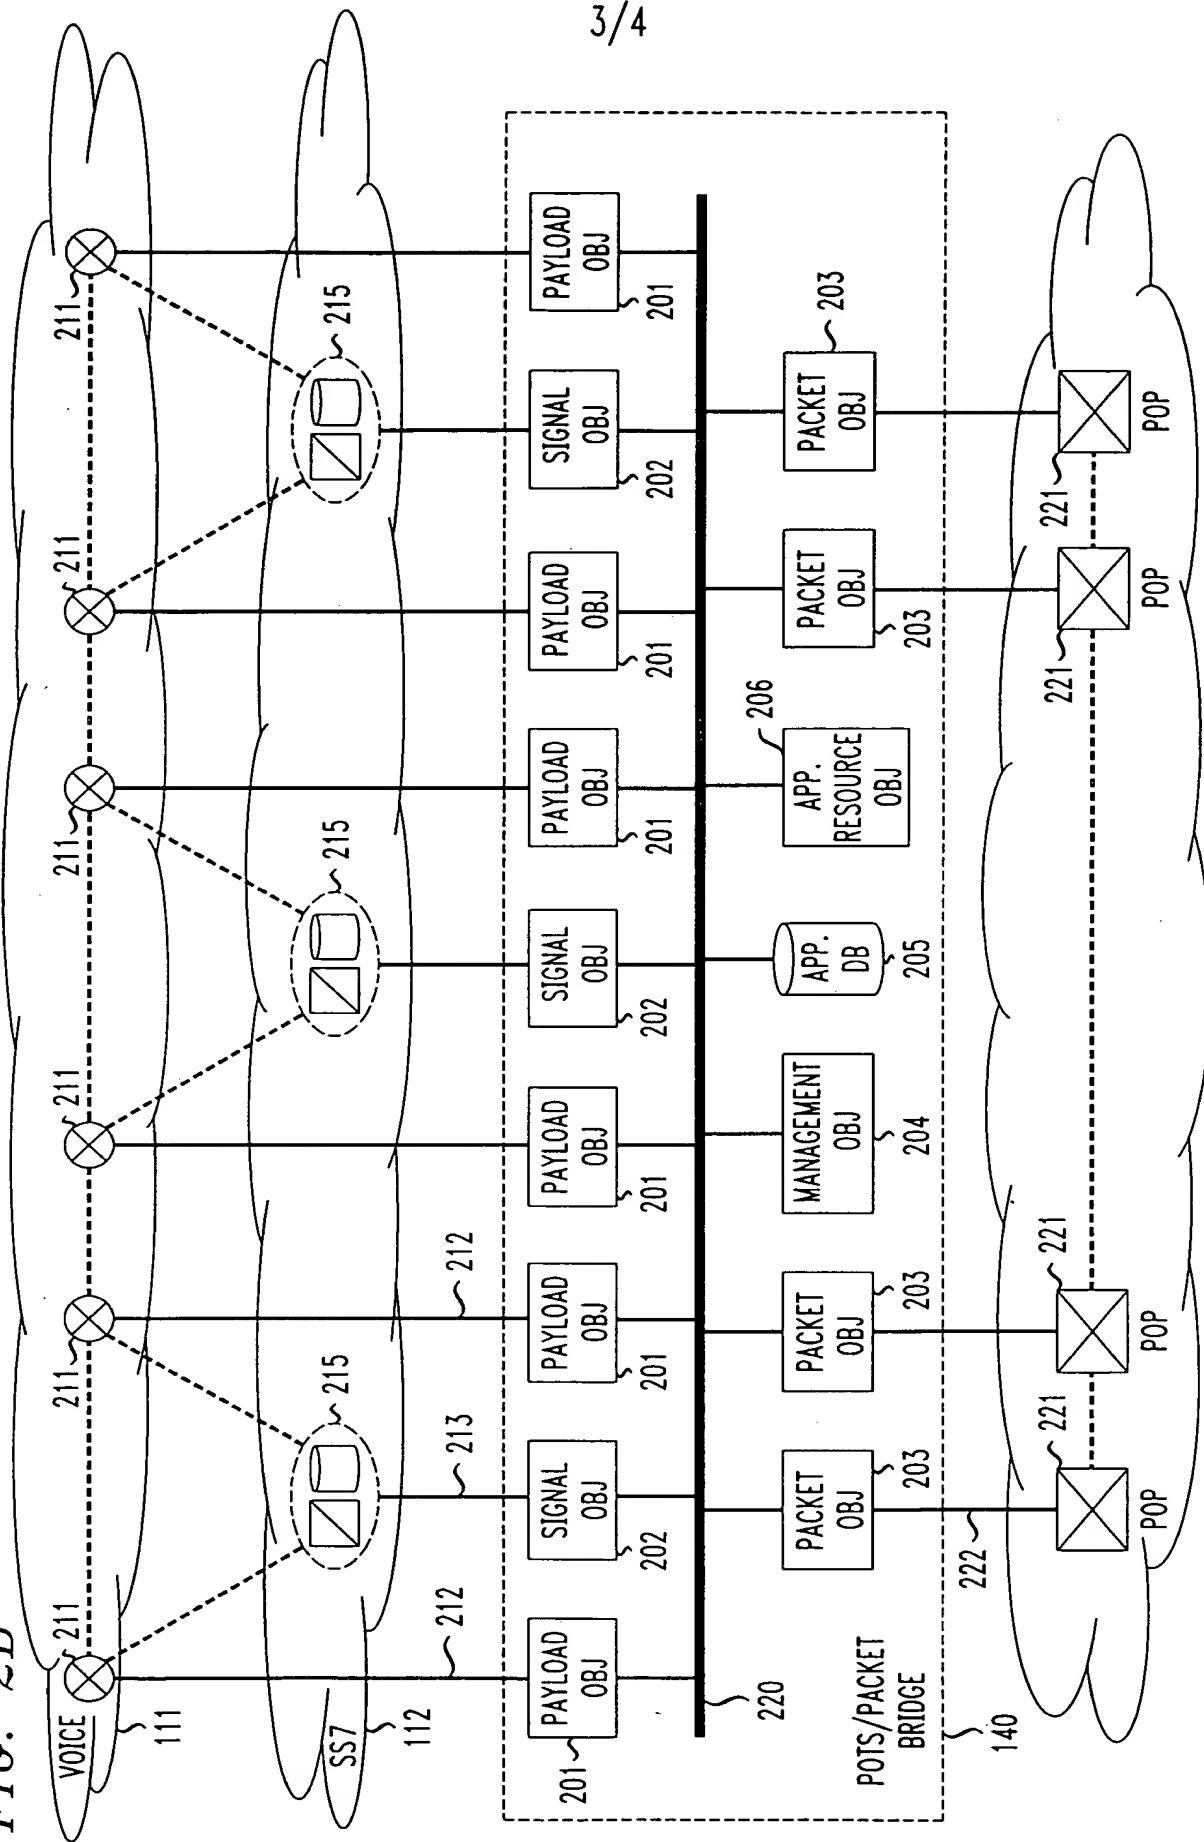 3/4
FIG.
VOICE
111
211
211
211
211
211
211
SS7
112
215
215
215
212
213
212
PAYLOAD
OBJ
201
SIGNAL
OBJ
202
PAYLOAD
OBJ
201
PAYLOAD
OBJ
201
SIGNAL
OBJ
202
PAYLOAD
OBJ
201
PAYLOAD
OBJ
201
SIGNAL
OBJ
202
PAYLOAD
OBJ
201
220
POTS/PACKET
BRIDGE
140
PACKET
OBJ
203
PACKET
OBJ
203
MANAGEMENT
OBJ
204
APP.
DB
205
APP.
RESOURCE
OBJ
206
PACKET
OBJ
203
PACKET
OBJ
203
222
221
POP
221
POP
221
POP
221
POP